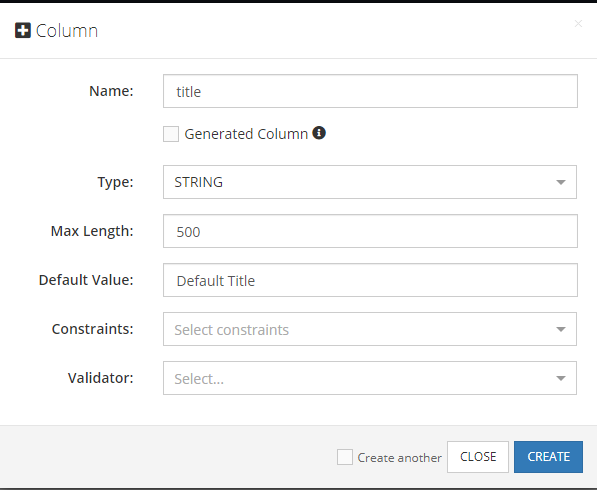 Column
Name: title
Generated Column
Type: STRING
Max Length: 500
Default Value: Default Title
Constraints: Select constraints
Validator: Select...
Create another CLOSE CREATE